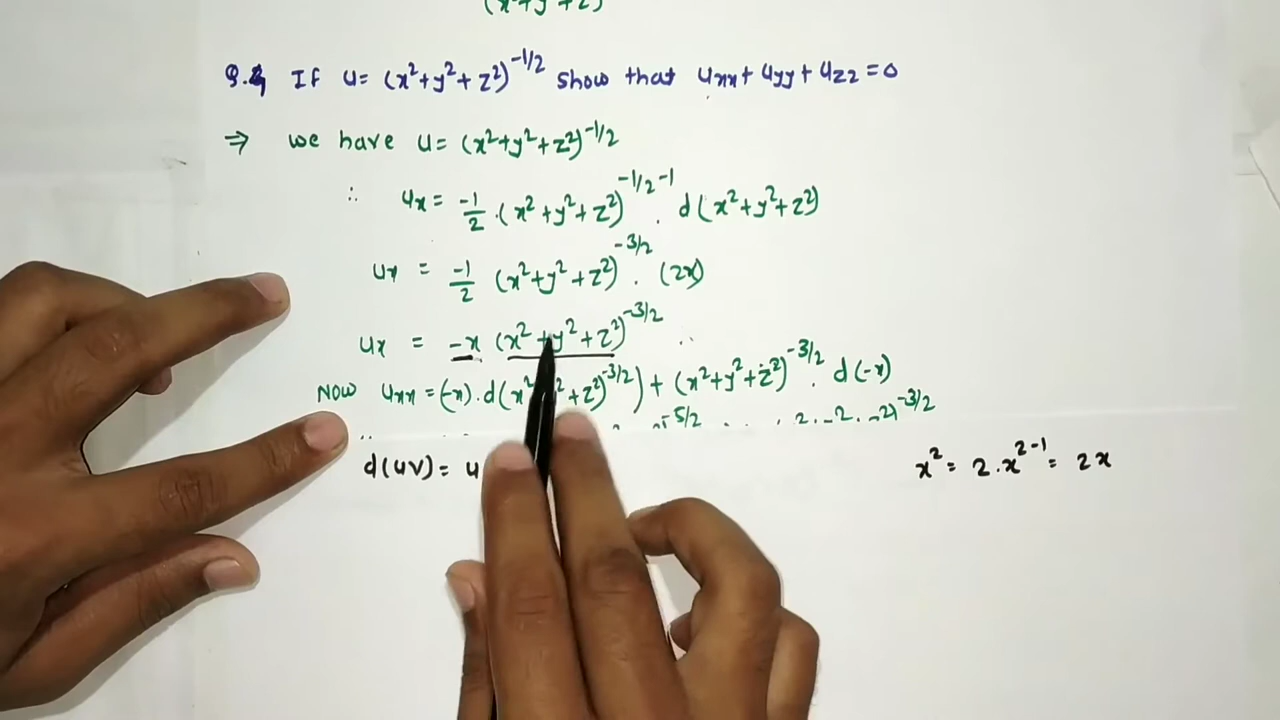 (x²+y²+z²)
If u = (x²+y²+z²)^-1/2 show that uxx + uyy + uzz = 0
⇒ we have u = (x²+y²+z²)^-1/2
∴ ux = -1/2 . (x²+y²+z²)^-1/2 -1 . d(x²+y²+z²)
ux = -1/2 (x²+y²+z²)^-3/2 . (2x)
ux = -x (x²+y²+z²)^-3/2
Now uxx = (-x). d(x² ² +z²)^-3/2) + (x²+y²+z²)^-3/2 . d(-x)
d(uv) = u
x² = 2.x^2-1 = 2x